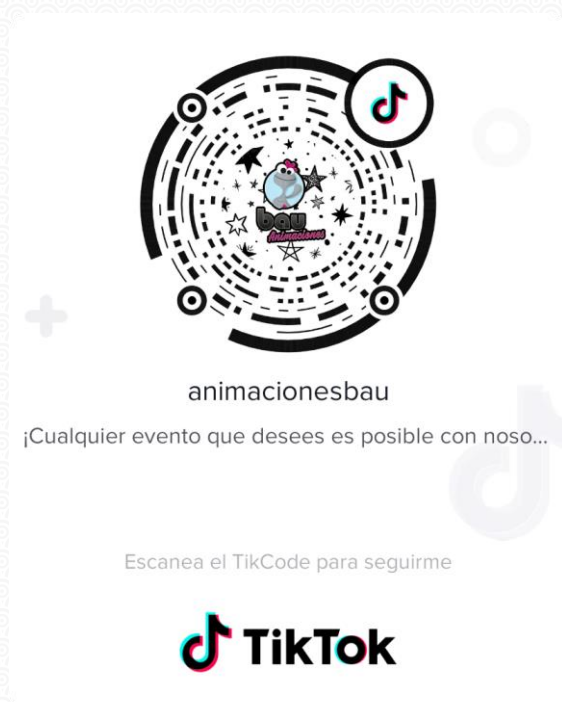 bau
Animaciones
animacionesbau
¡Cualquier evento que desees es posible con noso...
Escanea el TikCode para seguirme
TikTok